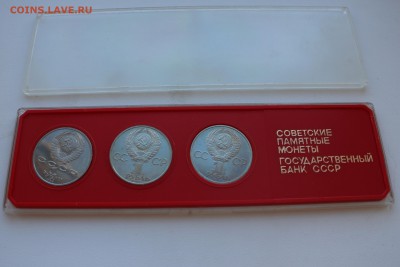 COINS.LAVE.RU
СОВЕТСКИЕ
ПАМЯТНЫЕ
МОНЕТЫ
ГОСУДАРСТВЕННЫЙ
БАНК СССР